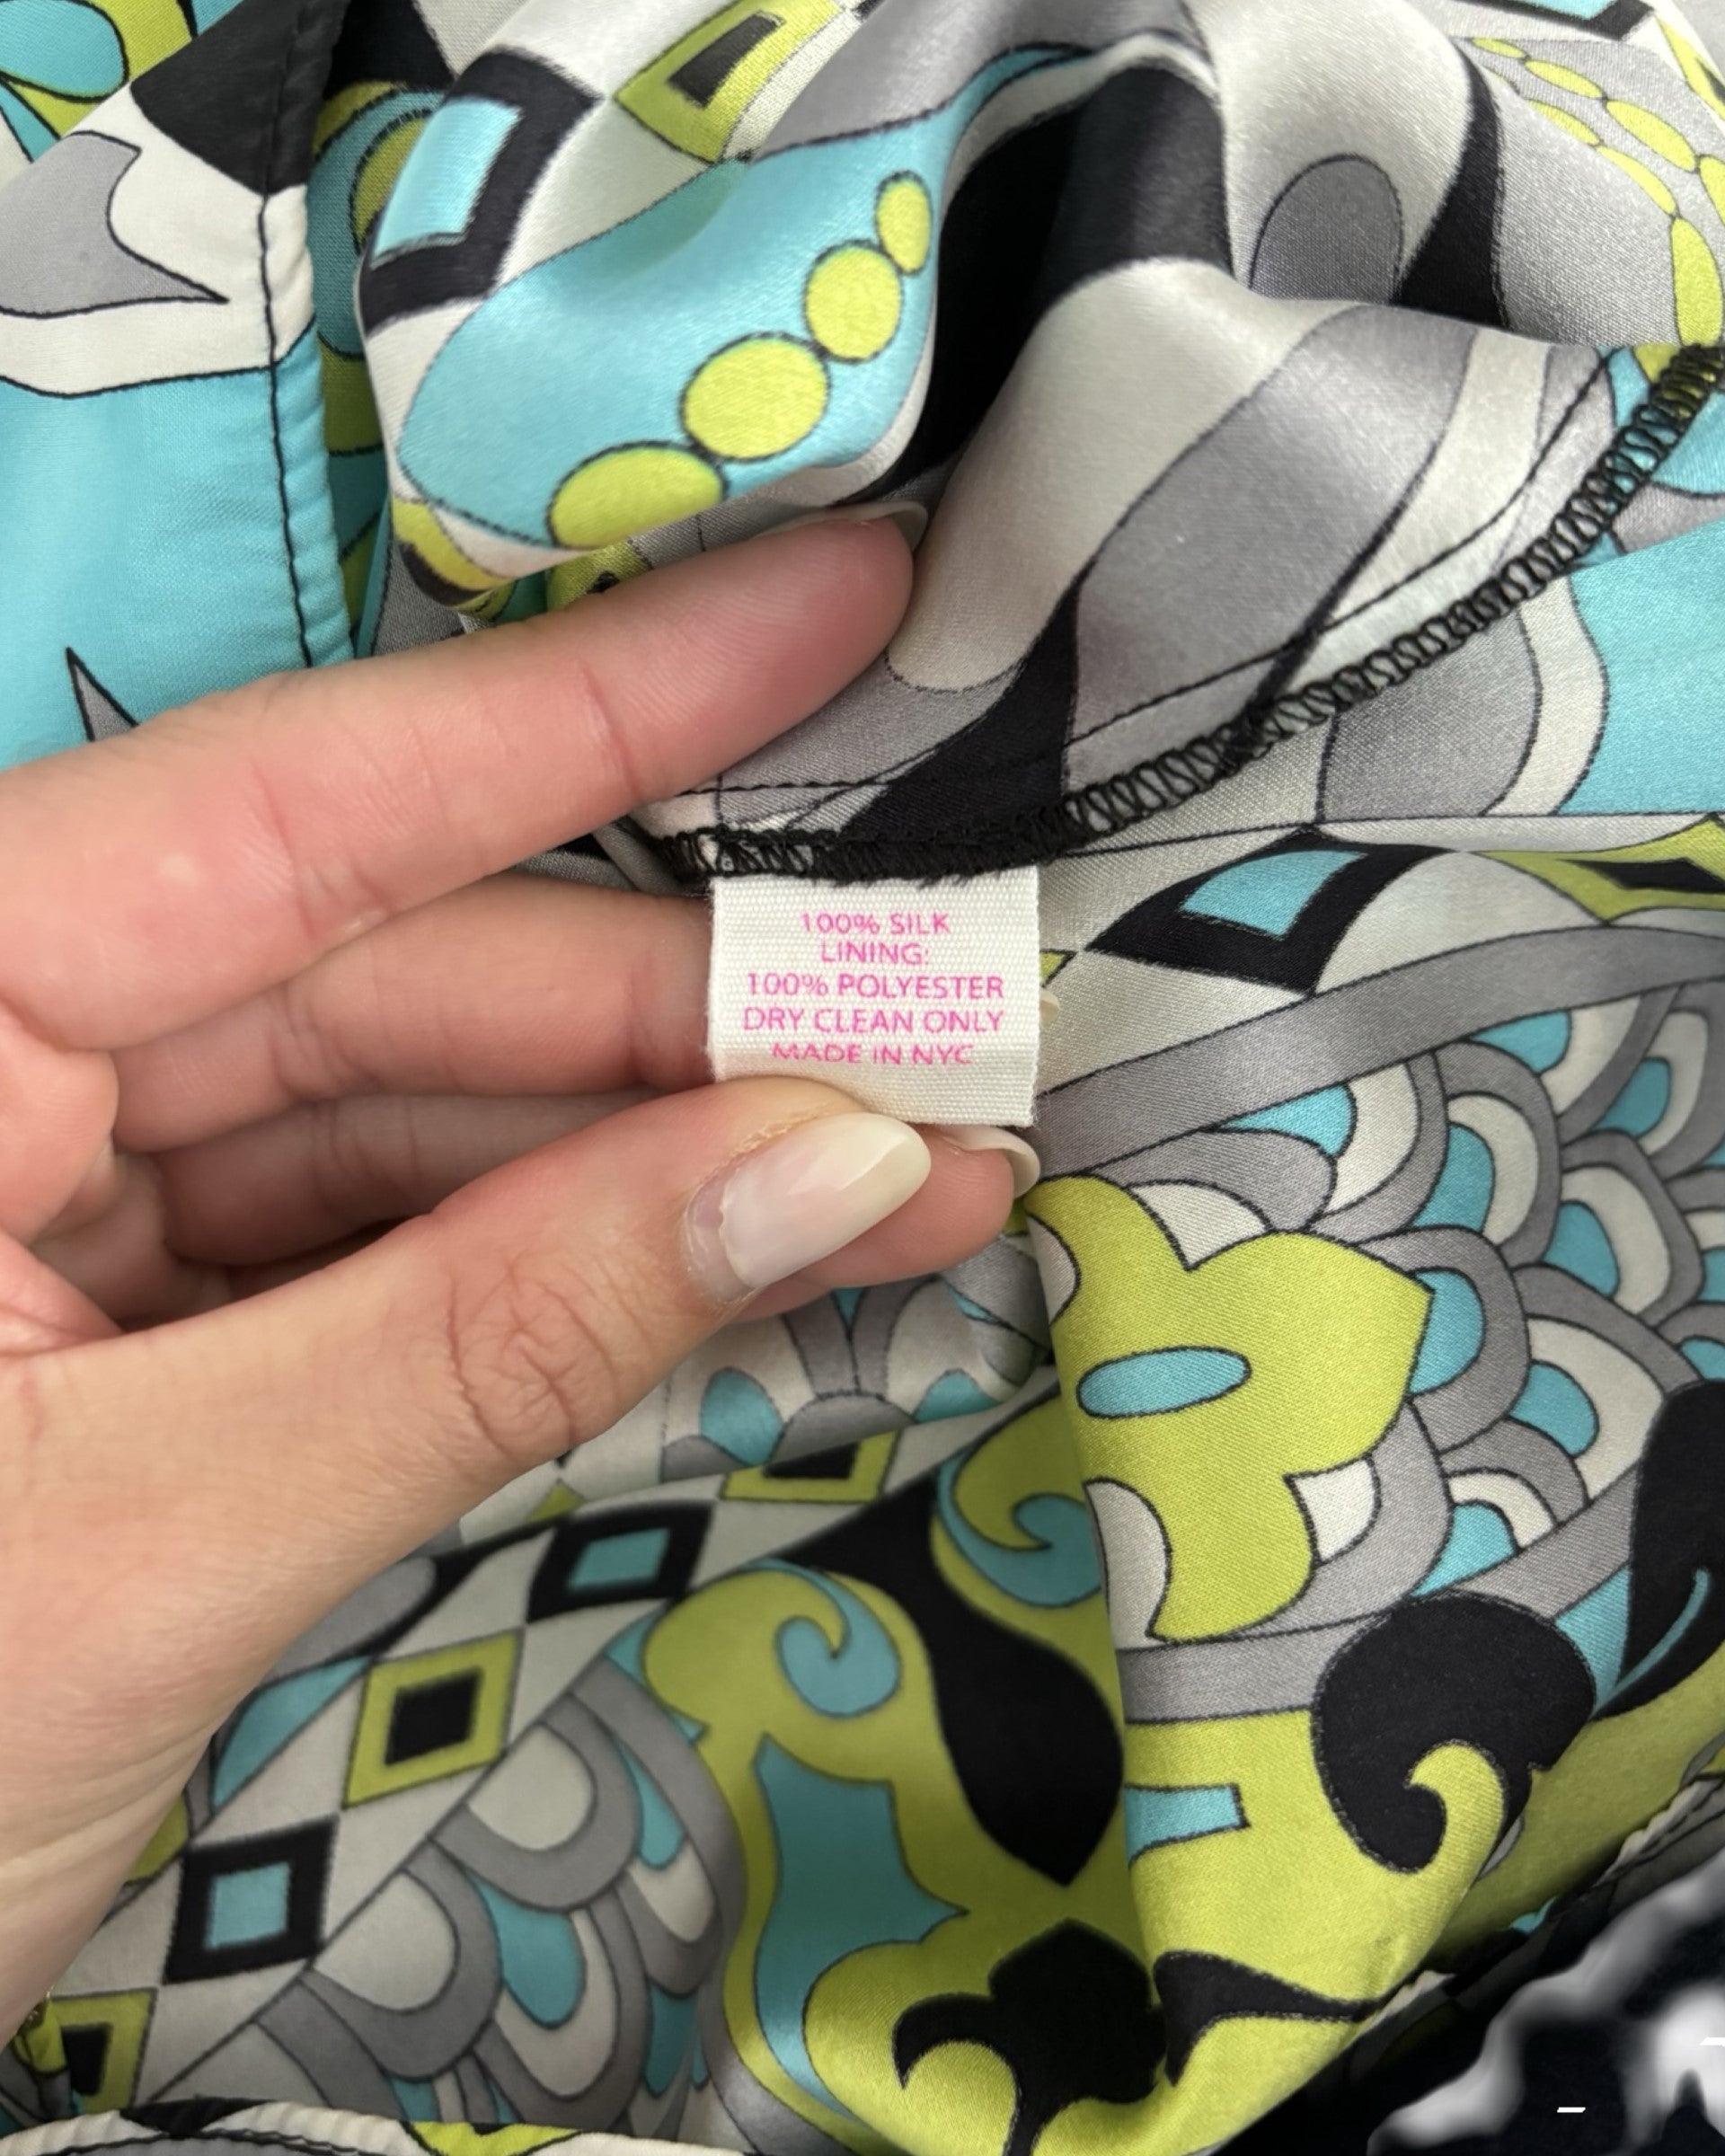 100% SILK
LINING:
100% POLYESTER
DRY CLEAN ONLY
MADE IN NYC